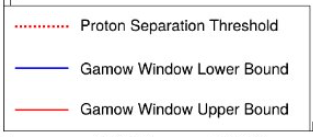 Proton Separation Threshold
Gamow Window Lower Bound
Gamow Window Upper Bound